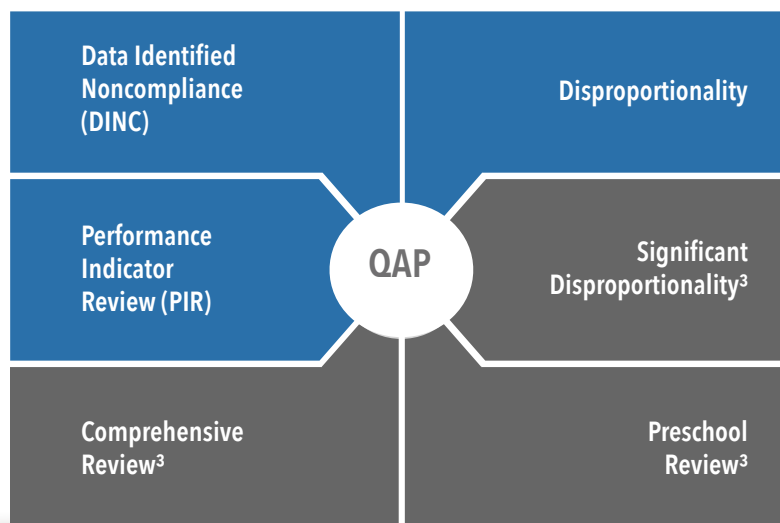 Data Identified
Noncompliance
(DINC)
Disproportionality
Performance
Indicator
Review (PIR)
QAP
Significant
Disproportionality³
Comprehensive
Review³
Preschool
Review³